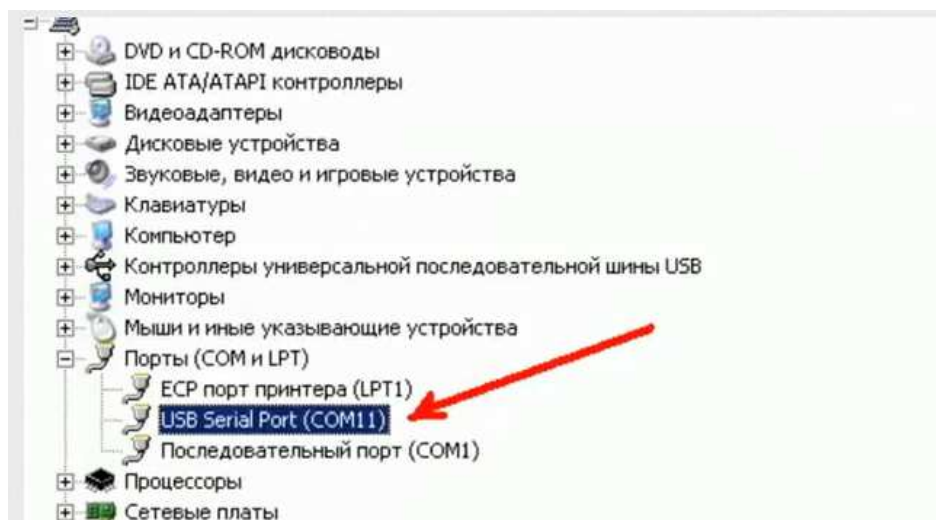 DVD и CD-ROM дисководы
IDE ATA/ATAPI контроллеры
Видеоадаптеры
Дисковые устройства
Звуковые, видео и игровые устройства
Клавиатуры
Компьютер
Контроллеры универсальной последовательной шины USB
Мониторы
Мыши и иные указывающие устройства
Порты (COM и LPT)
ECP порт принтера (LPT1)
USB Serial Port (COM11)
Последовательный порт (COM1)
Процессоры
Сетевые платы